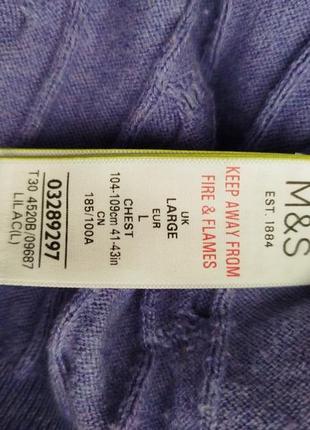 M&S
EST. 1884
KEEP AWAY FROM
FIRE & FLAMES
UK
LARGE
EUR
L
CHEST
104-109cm 41-43in
CN
185/100A
03289297
T30 4520B /09687
LILAC(L)